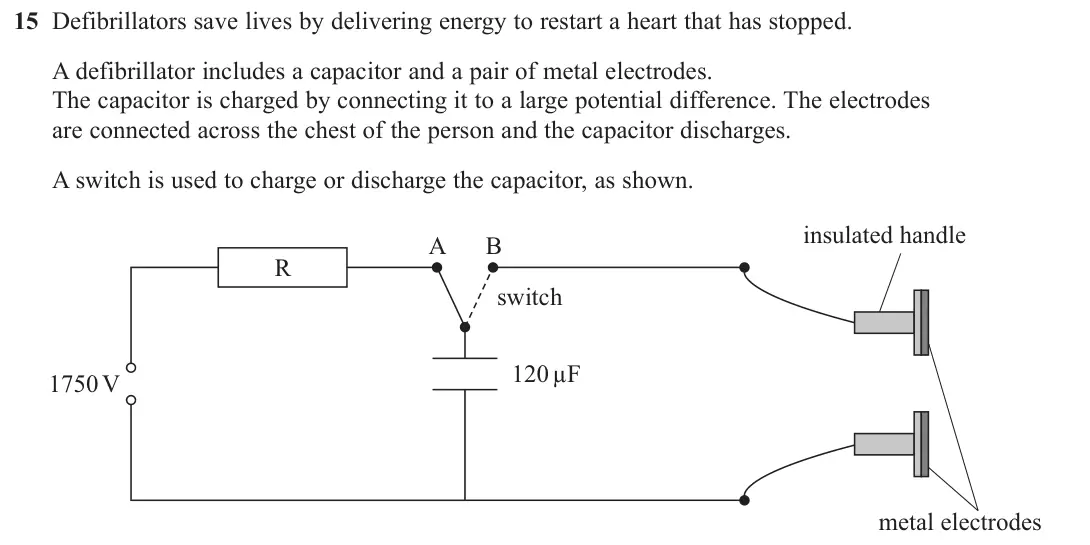 15 Defibrillators save lives by delivering energy to restart a heart that has stopped.
A defibrillator includes a capacitor and a pair of metal electrodes.
The capacitor is charged by connecting it to a large potential difference. The electrodes
are connected across the chest of the person and the capacitor discharges.
A switch is used to charge or discharge the capacitor, as shown.
insulated handle
A B
R
switch
120 μF
1750 V
metal electrodes